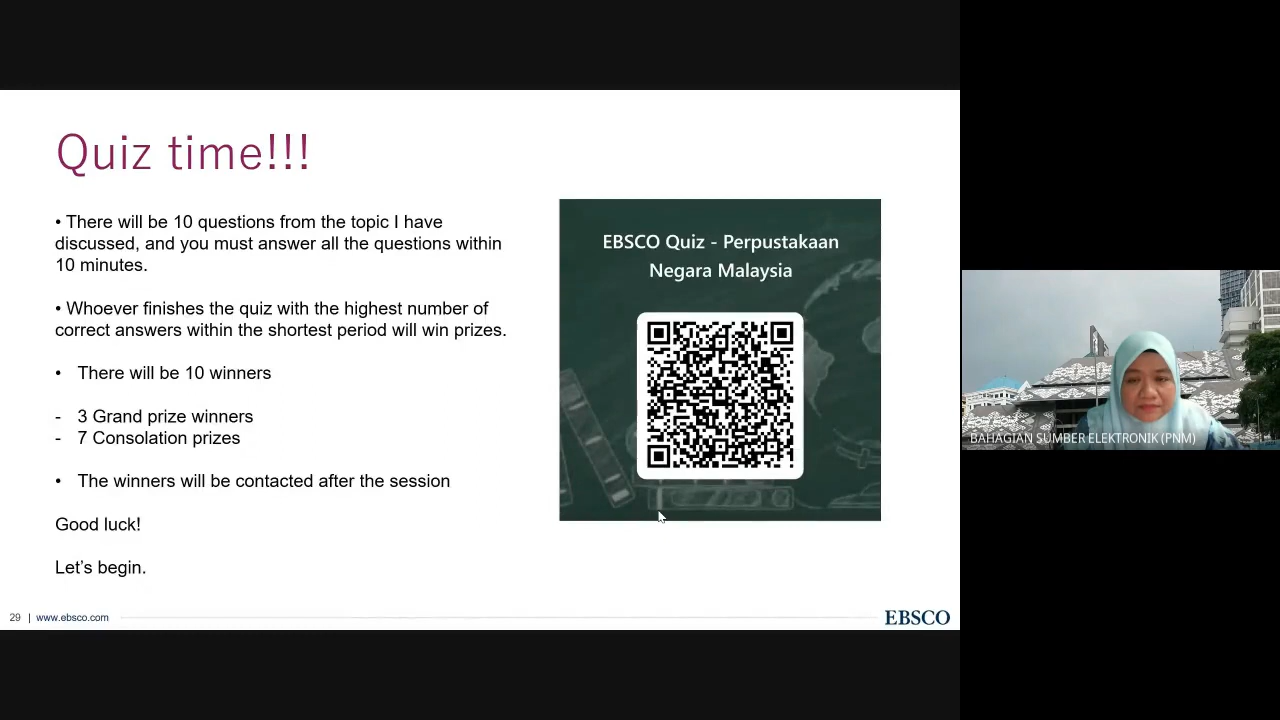 Quiz time!!!
• There will be 10 questions from the topic I have
discussed, and you must answer all the questions within
10 minutes.
• Whoever finishes the quiz with the highest number of
correct answers within the shortest period will win prizes.
• There will be 10 winners
- 3 Grand prize winners
- 7 Consolation prizes
• The winners will be contacted after the session
Good luck!
Let’s begin.
EBSCO Quiz - Perpustakaan
Negara Malaysia
29 | www.ebsco.com
EBSCO
BAHAGIAN SUMBER ELEKTRONIK (PNM)